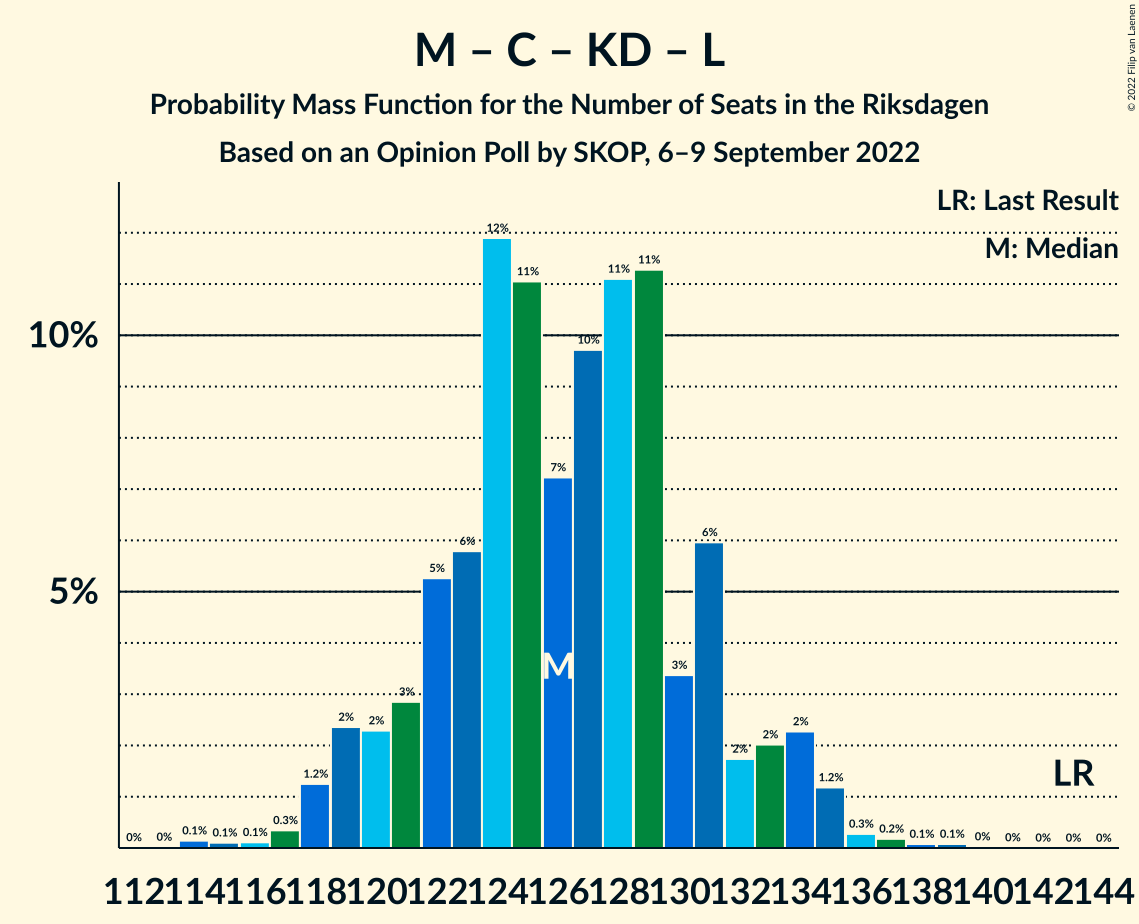 © 2022 Filip van Laenen
M – C – KD – L
Probability Mass Function for the Number of Seats in the Riksdagen
Based on an Opinion Poll by SKOP, 6–9 September 2022
LR: Last Result
M: Median
10%
5%
0% 0% 0.1% 0.1% 0.1% 0.3% 1.2% 2% 2% 3% 5% 6% 12% 11% 7% 10% 11% 11% 3% 6% 2% 2% 2% 1.2% 0.3% 0.2% 0.1% 0.1% 0% 0% 0% 0% 0%
M
LR
112 114 116 118 120 122 124 126 128 130 132 134 136 138 140 142 144